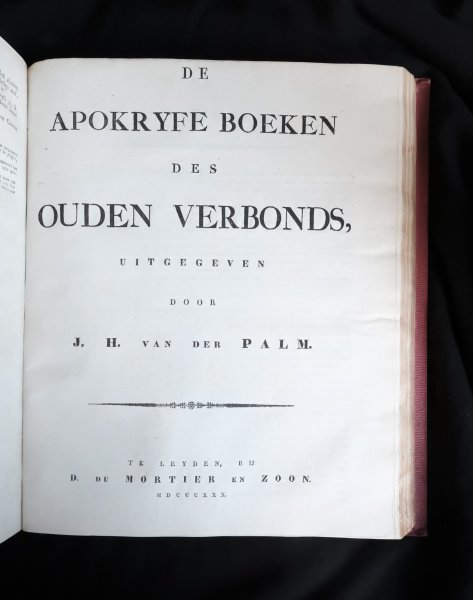 DE
APOKRYFE BOEKEN
DES
OUDEN VERBONDS,
UITGEGEVEN
DOOR
J. H. VAN DER PALM.
TE LEYDEN, BIJ
D. DU MORTIER EN ZOON.
MDCCCXXX.